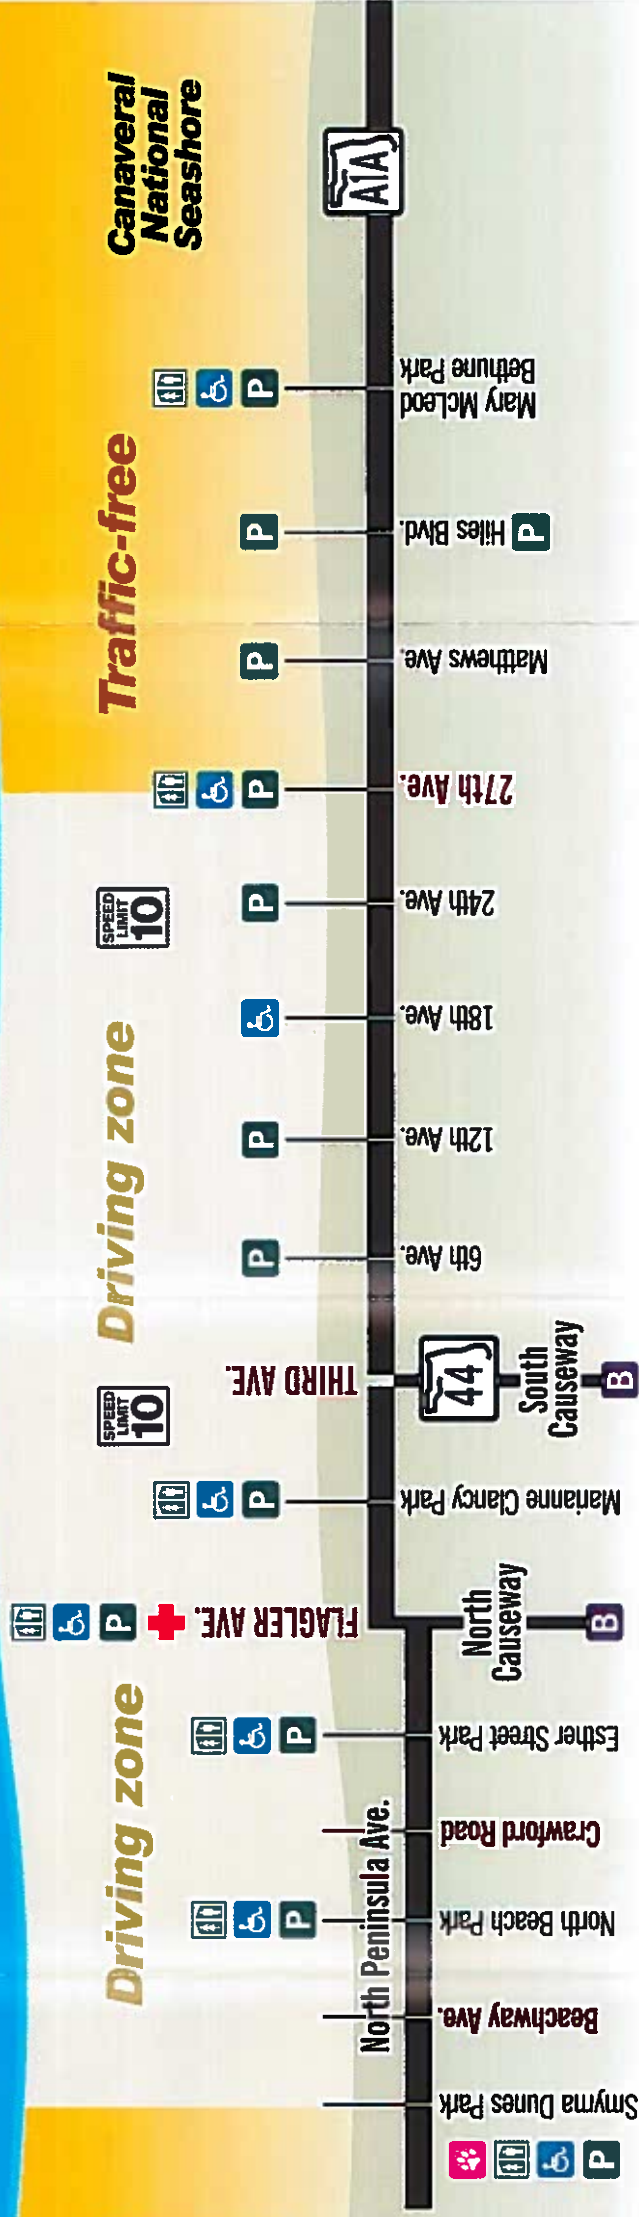 Canaveral
National
Seashore
A1A
Mary McLeod
Bethune Park
P
Traffic-free
Hiles Blvd. P
P
Matthews Ave.
P
27th Ave.
P
SPEED
LIMIT
10
24th Ave.
P
18th Ave.
Driving zone
12th Ave.
P
6th Ave.
P
THIRD AVE.
44
South
Causeway
B
SPEED
LIMIT
10
Marianne Clancy Park
P
FLAGLER AVE.
P
North
Causeway
B
Driving zone
Esther Street Park
P
Crawford Road
North Peninsula Ave.
North Beach Park
P
Beachway Ave.
Smyrna Dunes Park
P